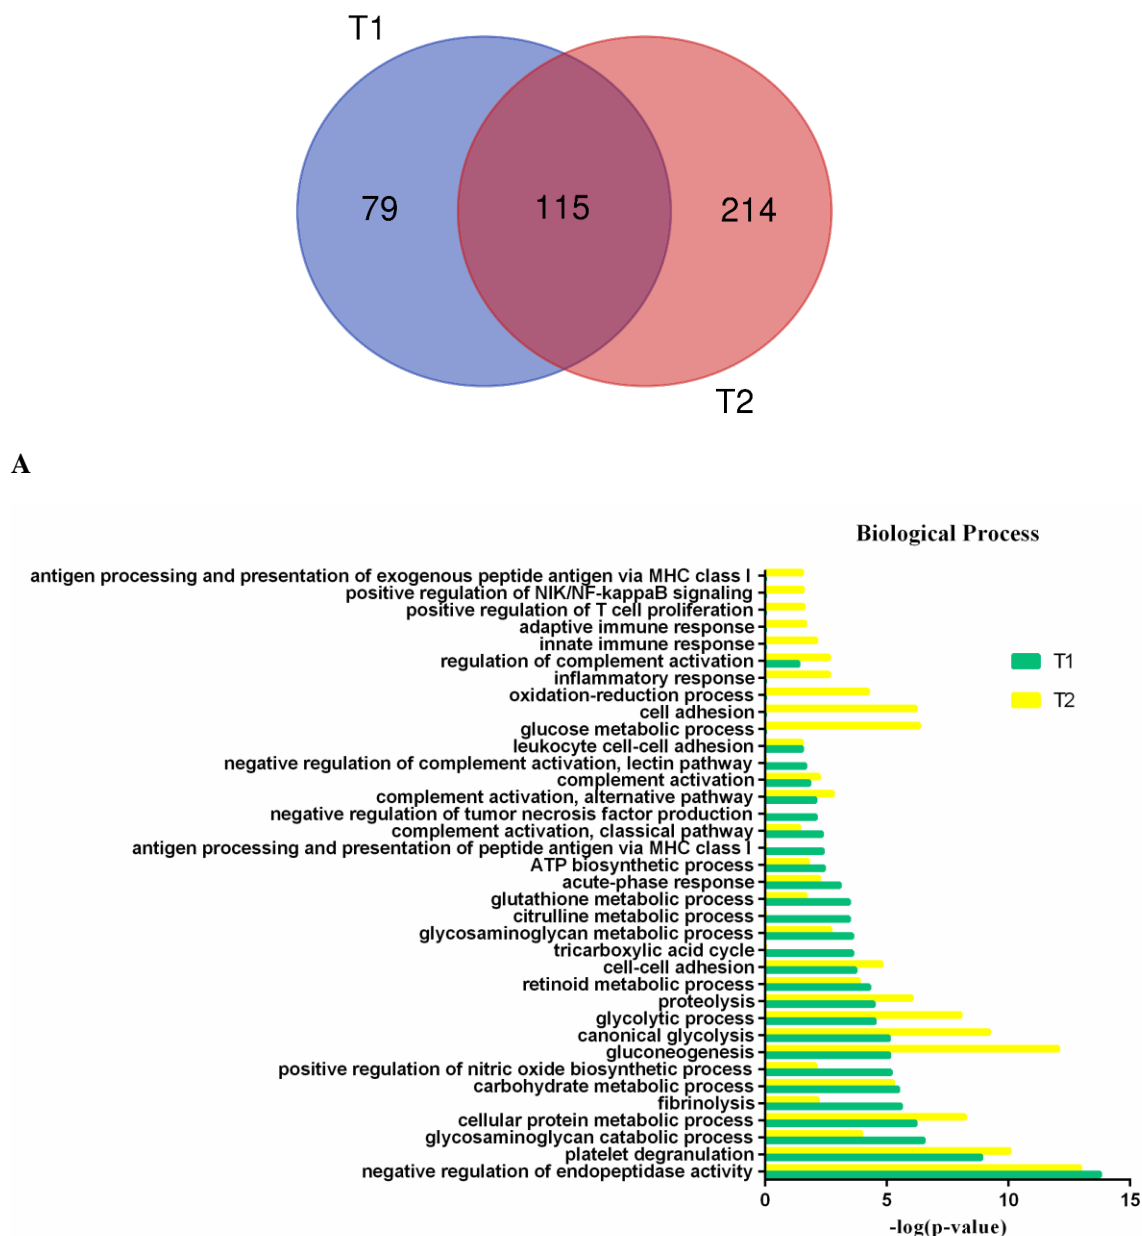 T1
79
115
214
T2
A
Biological Process
antigen processing and presentation of exogenous peptide antigen via MHC class I
positive regulation of NIK/NF-kappaB signaling
positive regulation of T cell proliferation
adaptive immune response
innate immune response
regulation of complement activation
inflammatory response
oxidation-reduction process
cell adhesion
glucose metabolic process
leukocyte cell-cell adhesion
negative regulation of complement activation, lectin pathway
complement activation
complement activation, alternative pathway
negative regulation of tumor necrosis factor production
complement activation, classical pathway
antigen processing and presentation of peptide antigen via MHC class I
ATP biosynthetic process
acute-phase response
glutathione metabolic process
citrulline metabolic process
glycosaminoglycan metabolic process
tricarboxylic acid cycle
cell-cell adhesion
retinoid metabolic process
proteolysis
glycolytic process
canonical glycolysis
gluconeogenesis
positive regulation of nitric oxide biosynthetic process
carbohydrate metabolic process
fibrinolysis
cellular protein metabolic process
glycosaminoglycan catabolic process
platelet degranulation
negative regulation of endopeptidase activity
T1
T2
0 5 10 15
-log(p-value)